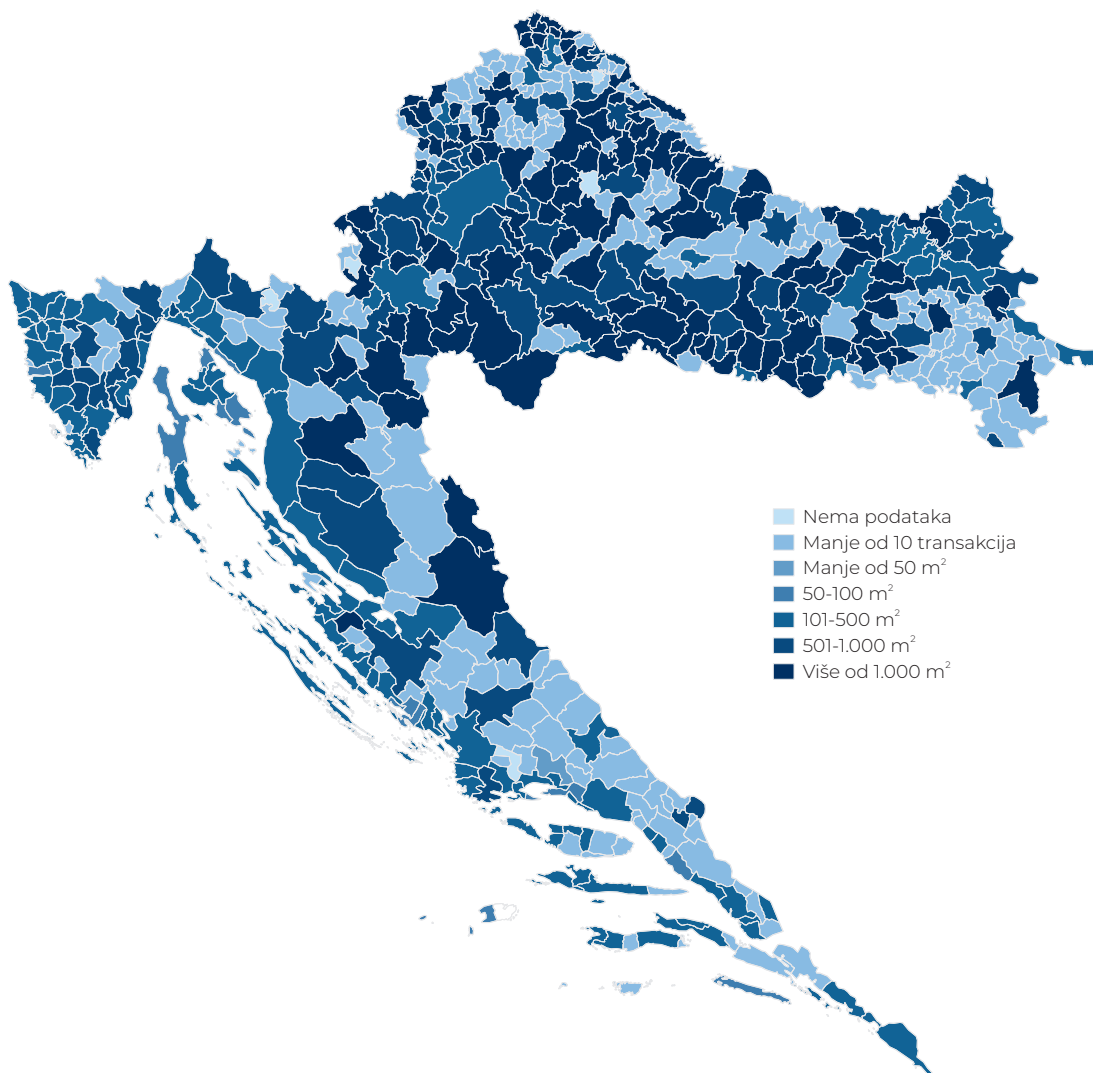 Nema podataka
Manje od 10 transakcija
Manje od 50 m²
50-100 m²
101-500 m²
501-1.000 m²
Više od 1.000 m²